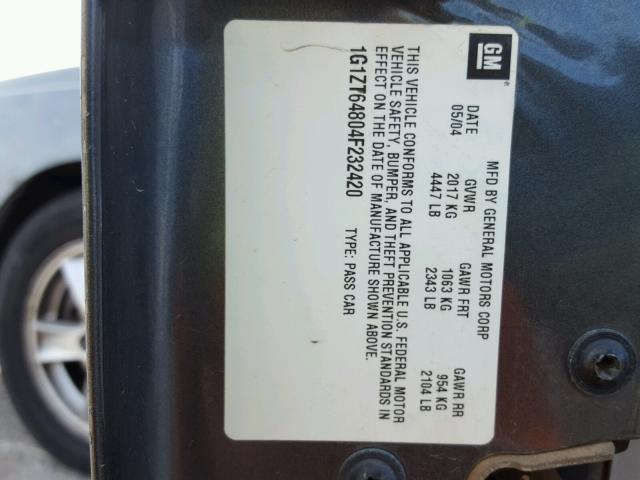 GM
MFD BY GENERAL MOTORS CORP
DATE GVWR GAWR FRT GAWR RR
05/04 2017 KG 1063 KG 954 KG
4447 LB 2343 LB 2104 LB
THIS VEHICLE CONFORMS TO ALL APPLICABLE U.S. FEDERAL MOTOR
VEHICLE SAFETY, BUMPER, AND THEFT PREVENTION STANDARDS IN
EFFECT ON THE DATE OF MANUFACTURE SHOWN ABOVE.
1G1ZT64804F232420 TYPE: PASS CAR